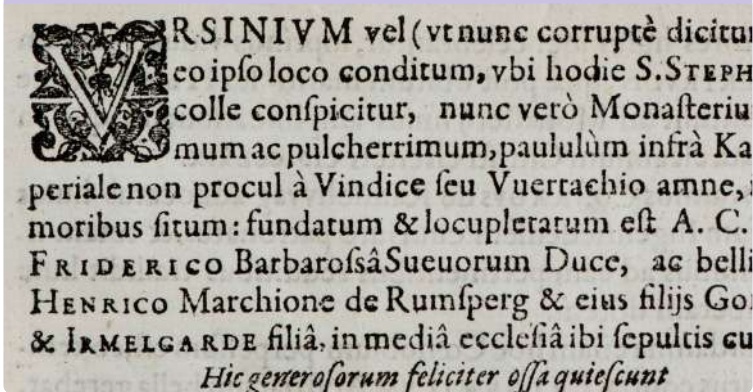 VRSINIVM vel (vt nunc corruptè dicitur
eo ipſo loco conditum, vbi hodie S. STEPH
colle conſpicitur, nunc verò Monaſteriu
mum ac pulcherrimum, paululùm infrà Ka
periale non procul à Vindice ſeu Vuertachio amne,
moribus ſitum: fundatum & locupletatum eſt A. C.
FRIDERICO Barbaroſsâ Sueuorum Duce, ac belli
HENRICO Marchione de Rumſperg & eius filijs Go
& IRMELGARDE filiâ, in mediâ eccleſiâ ibi ſepultis cu
Hic generoſorum feliciter oſſa quieſcunt